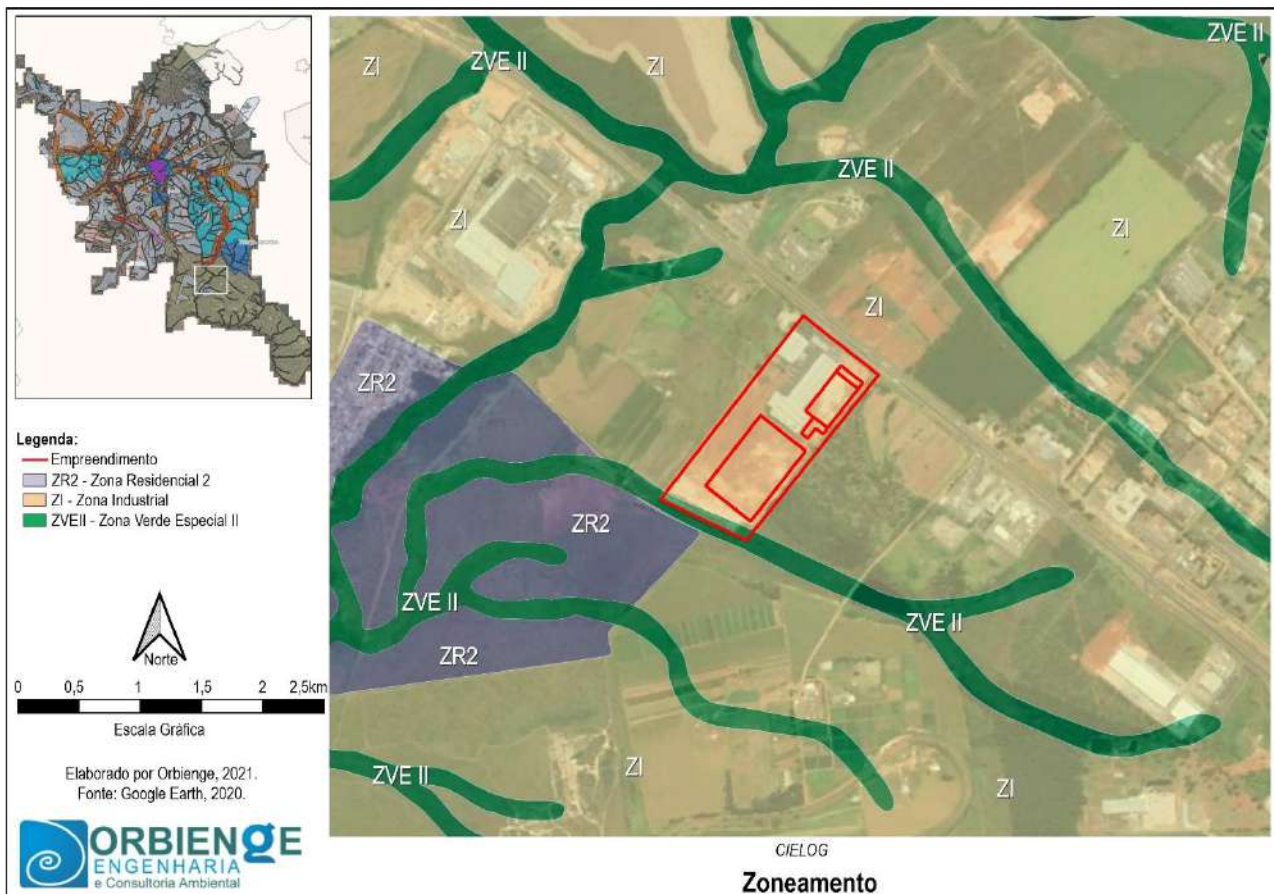 Legenda:
Empreendimento
ZR2 - Zona Residencial 2
ZI - Zona Industrial
ZVEII - Zona Verde Especial II
Norte
0 0,5 1 1,5 2 2,5km
Escala Gráfica
Elaborado por Orbienge, 2021.
Fonte: Google Earth, 2020.
ORBIENGE
ENGENHARIA
e Consultoria Ambiental
ZI
ZVE II
ZI
ZVE II
ZVE II
ZI
ZI
ZI
ZR2
ZR2
ZVE II
ZR2
ZVE II
ZVE II
ZI
ZI
CIELOG
Zoneamento